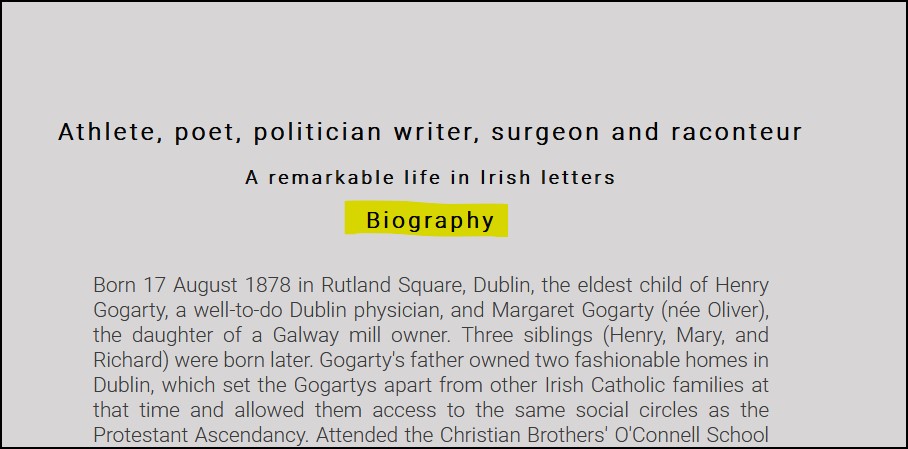 Athlete, poet, politician writer, surgeon and raconteur
A remarkable life in Irish letters
Biography
Born 17 August 1878 in Rutland Square, Dublin, the eldest child of Henry
Gogarty, a well-to-do Dublin physician, and Margaret Gogarty (née Oliver),
the daughter of a Galway mill owner. Three siblings (Henry, Mary, and
Richard) were born later. Gogarty's father owned two fashionable homes in
Dublin, which set the Gogartys apart from other Irish Catholic families at
that time and allowed them access to the same social circles as the
Protestant Ascendancy. Attended the Christian Brothers' O'Connell School